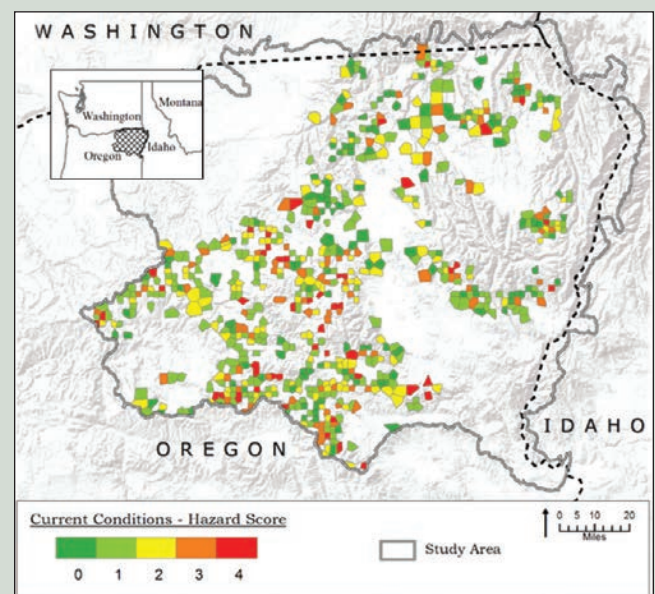 WASHINGTON
Washington
Montana
Oregon
Idaho
OREGON
IDAHO
Current Conditions - Hazard Score
0 1 2 3 4
Study Area
0 5 10 20
Miles